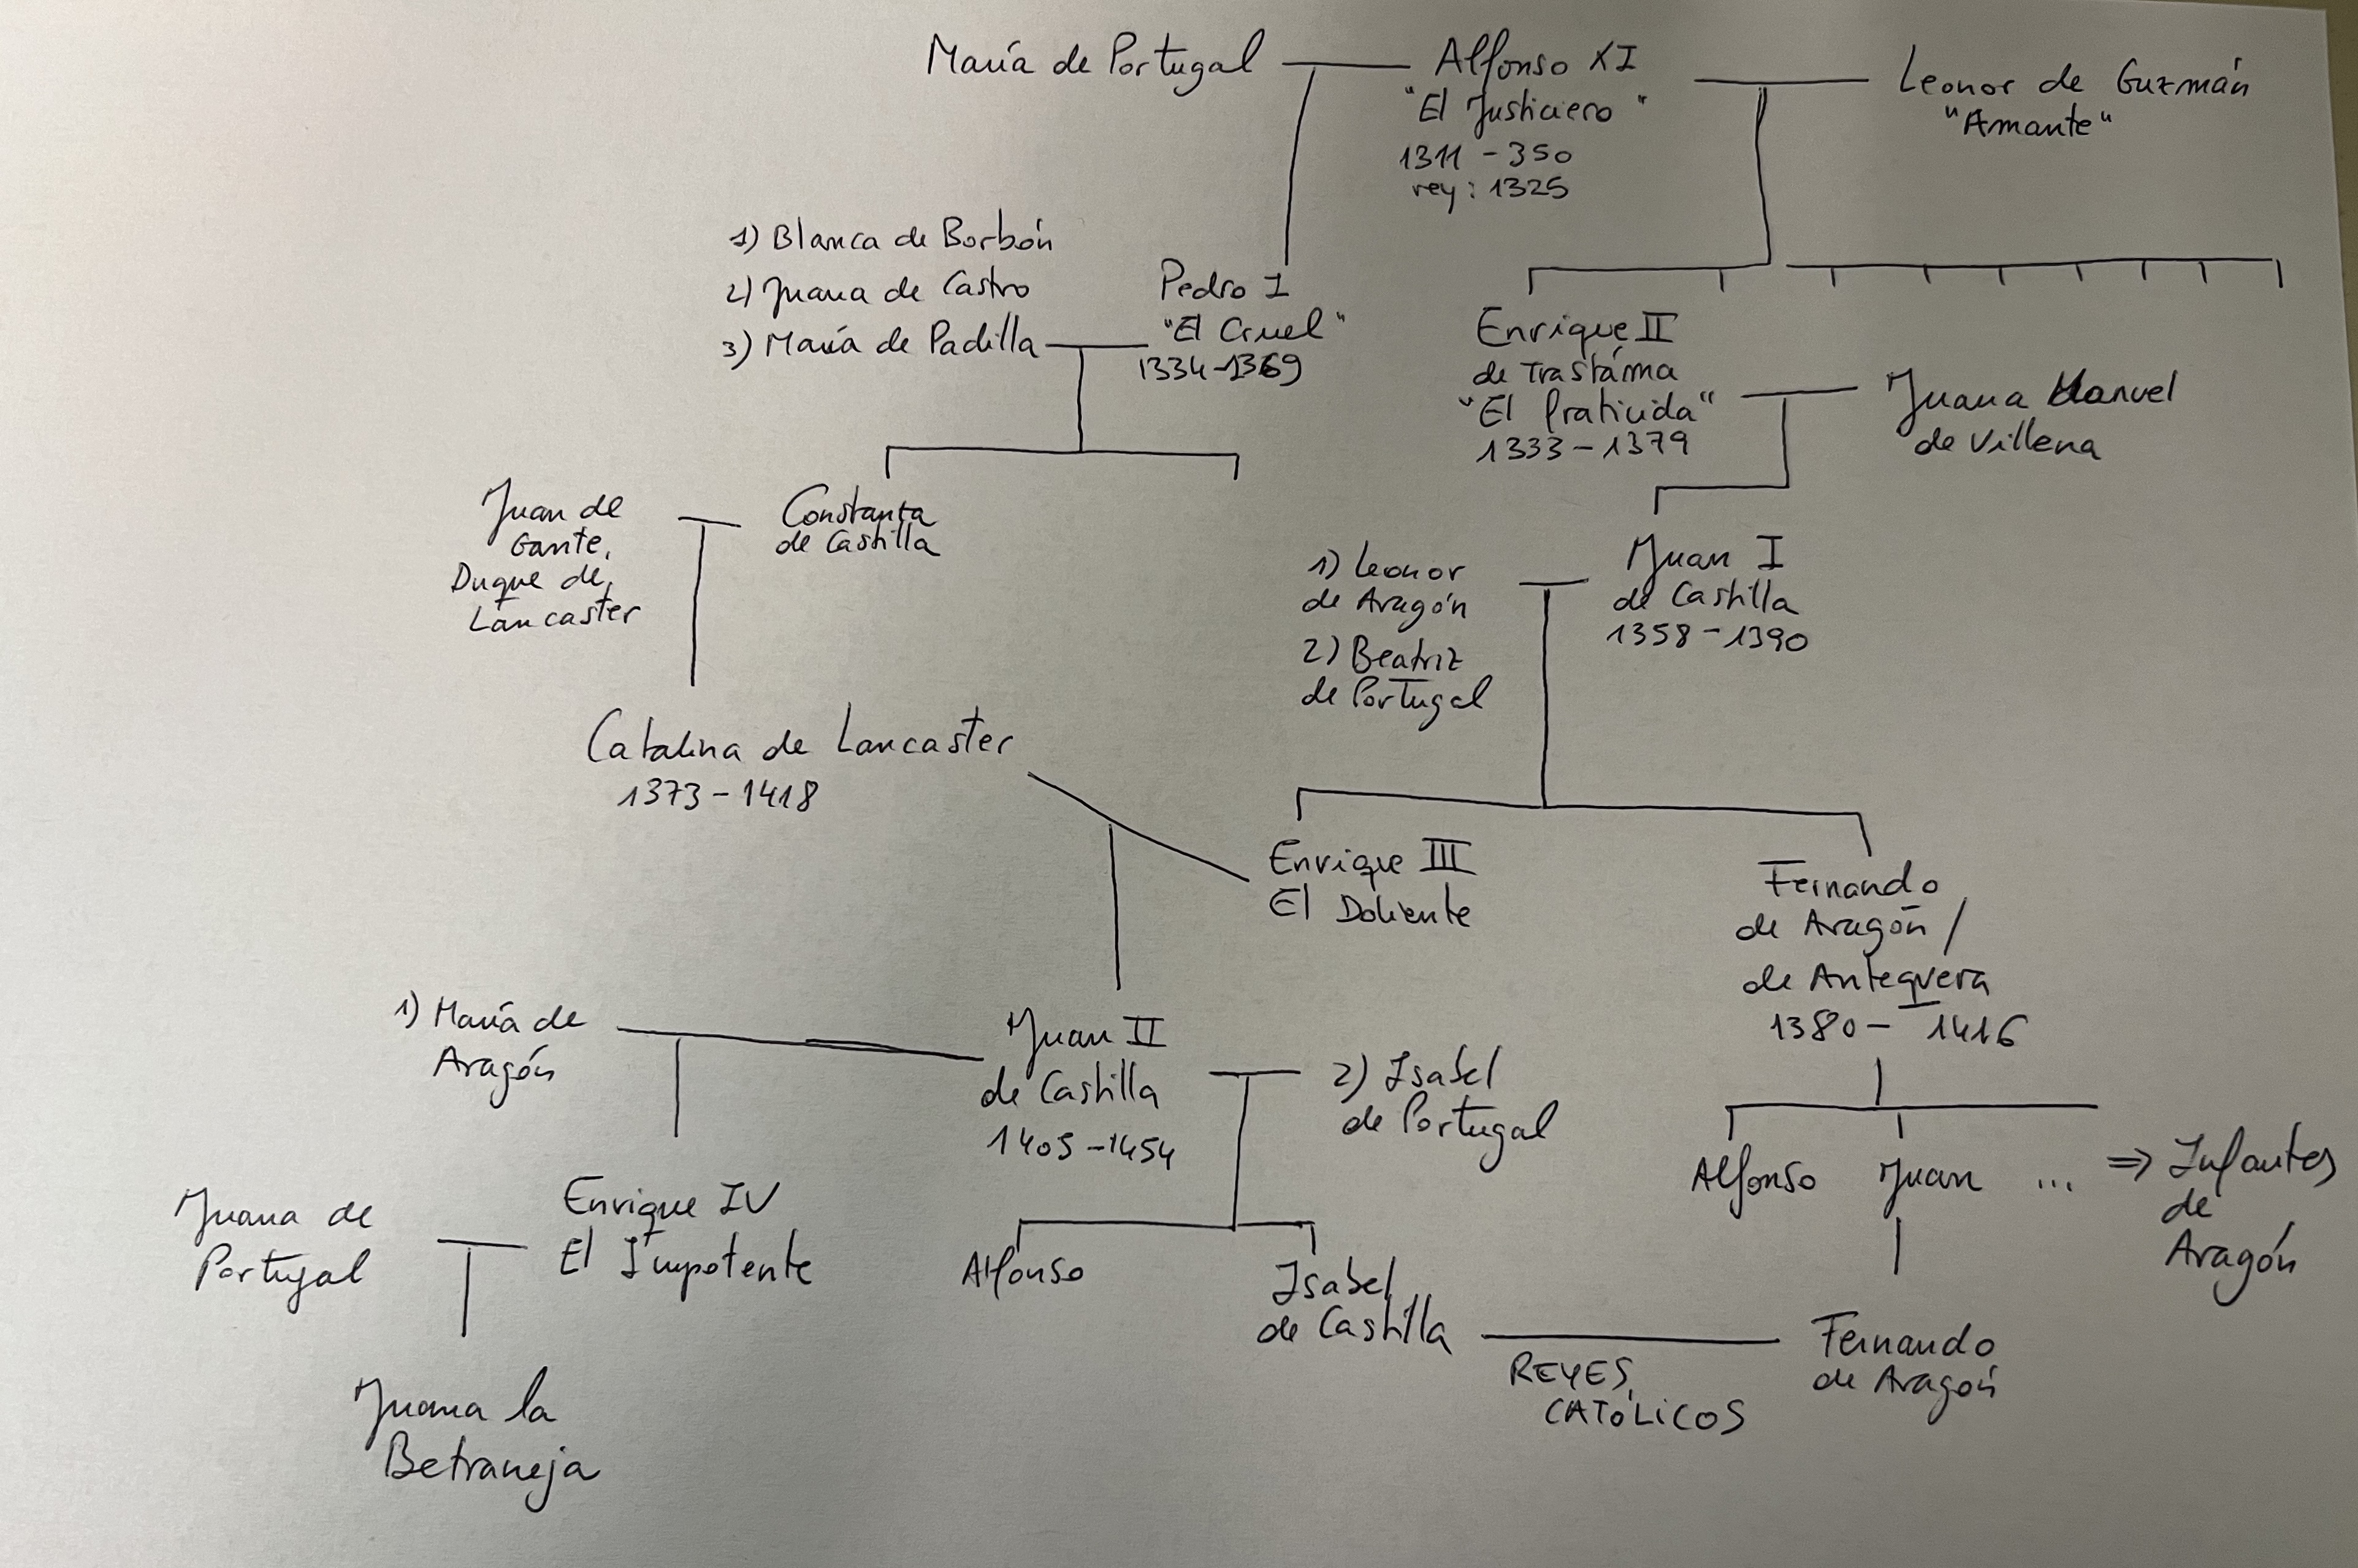 María de Portugal
Alfonso XI
"El Justiciero"
1311 - 350
rey: 1325
Leonor de Guzmán
"Amante"
1) Blanca de Borbón
2) Juana de Castro
3) María de Padilla
Pedro I
"El Cruel"
1334-1369
Enrique II
de Trastáma
"El fraticida"
1333-1379
Juana Manuel
de Villena
Juan de
Gante,
Duque de
Lancaster
Constanza
de Castilla
1) Leonor
de Aragón
2) Beatriz
de Portugal
Juan I
de Castilla
1358-1390
Catalina de Lancaster
1373-1418
Enrique III
El Doliente
Fernando
de Aragón /
de Antequera
1380- 1416
1) María de
Aragón
Juan II
de Castilla
1405-1454
2) Isabel
de Portugal
Alfonso Juan ... ⇒ Infantes
de
Aragón
Juana de
Portugal
Enrique IV
El Impotente
Alfonso
Isabel
de Castilla
REYES
CATÓLICOS
Fernando
de Aragón
Juana la
Betraneja